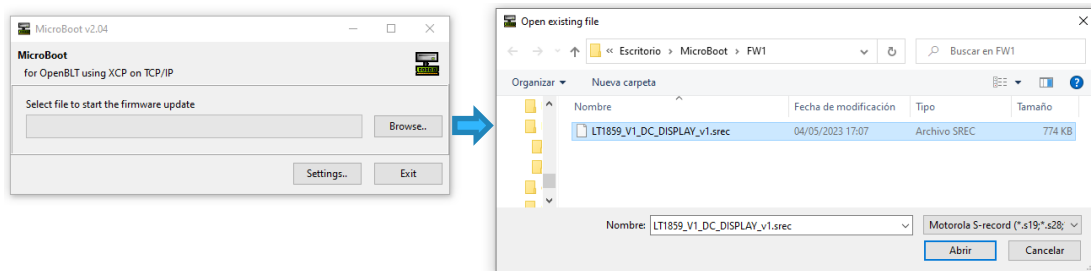 MicroBoot v2.04
MicroBoot
for OpenBLT using XCP on TCP/IP
Select file to start the firmware update
Browse..
Settings..
Exit
Open existing file
« Escritorio › MicroBoot › FW1
Buscar en FW1
Organizar
Nueva carpeta
Nombre
Fecha de modificación
Tipo
Tamaño
LT1859_V1_DC_DISPLAY_v1.srec
04/05/2023 17:07
Archivo SREC
774 KB
Nombre:
LT1859_V1_DC_DISPLAY_v1.srec
Motorola S-record (*.s19;*.s28;
Abrir
Cancelar